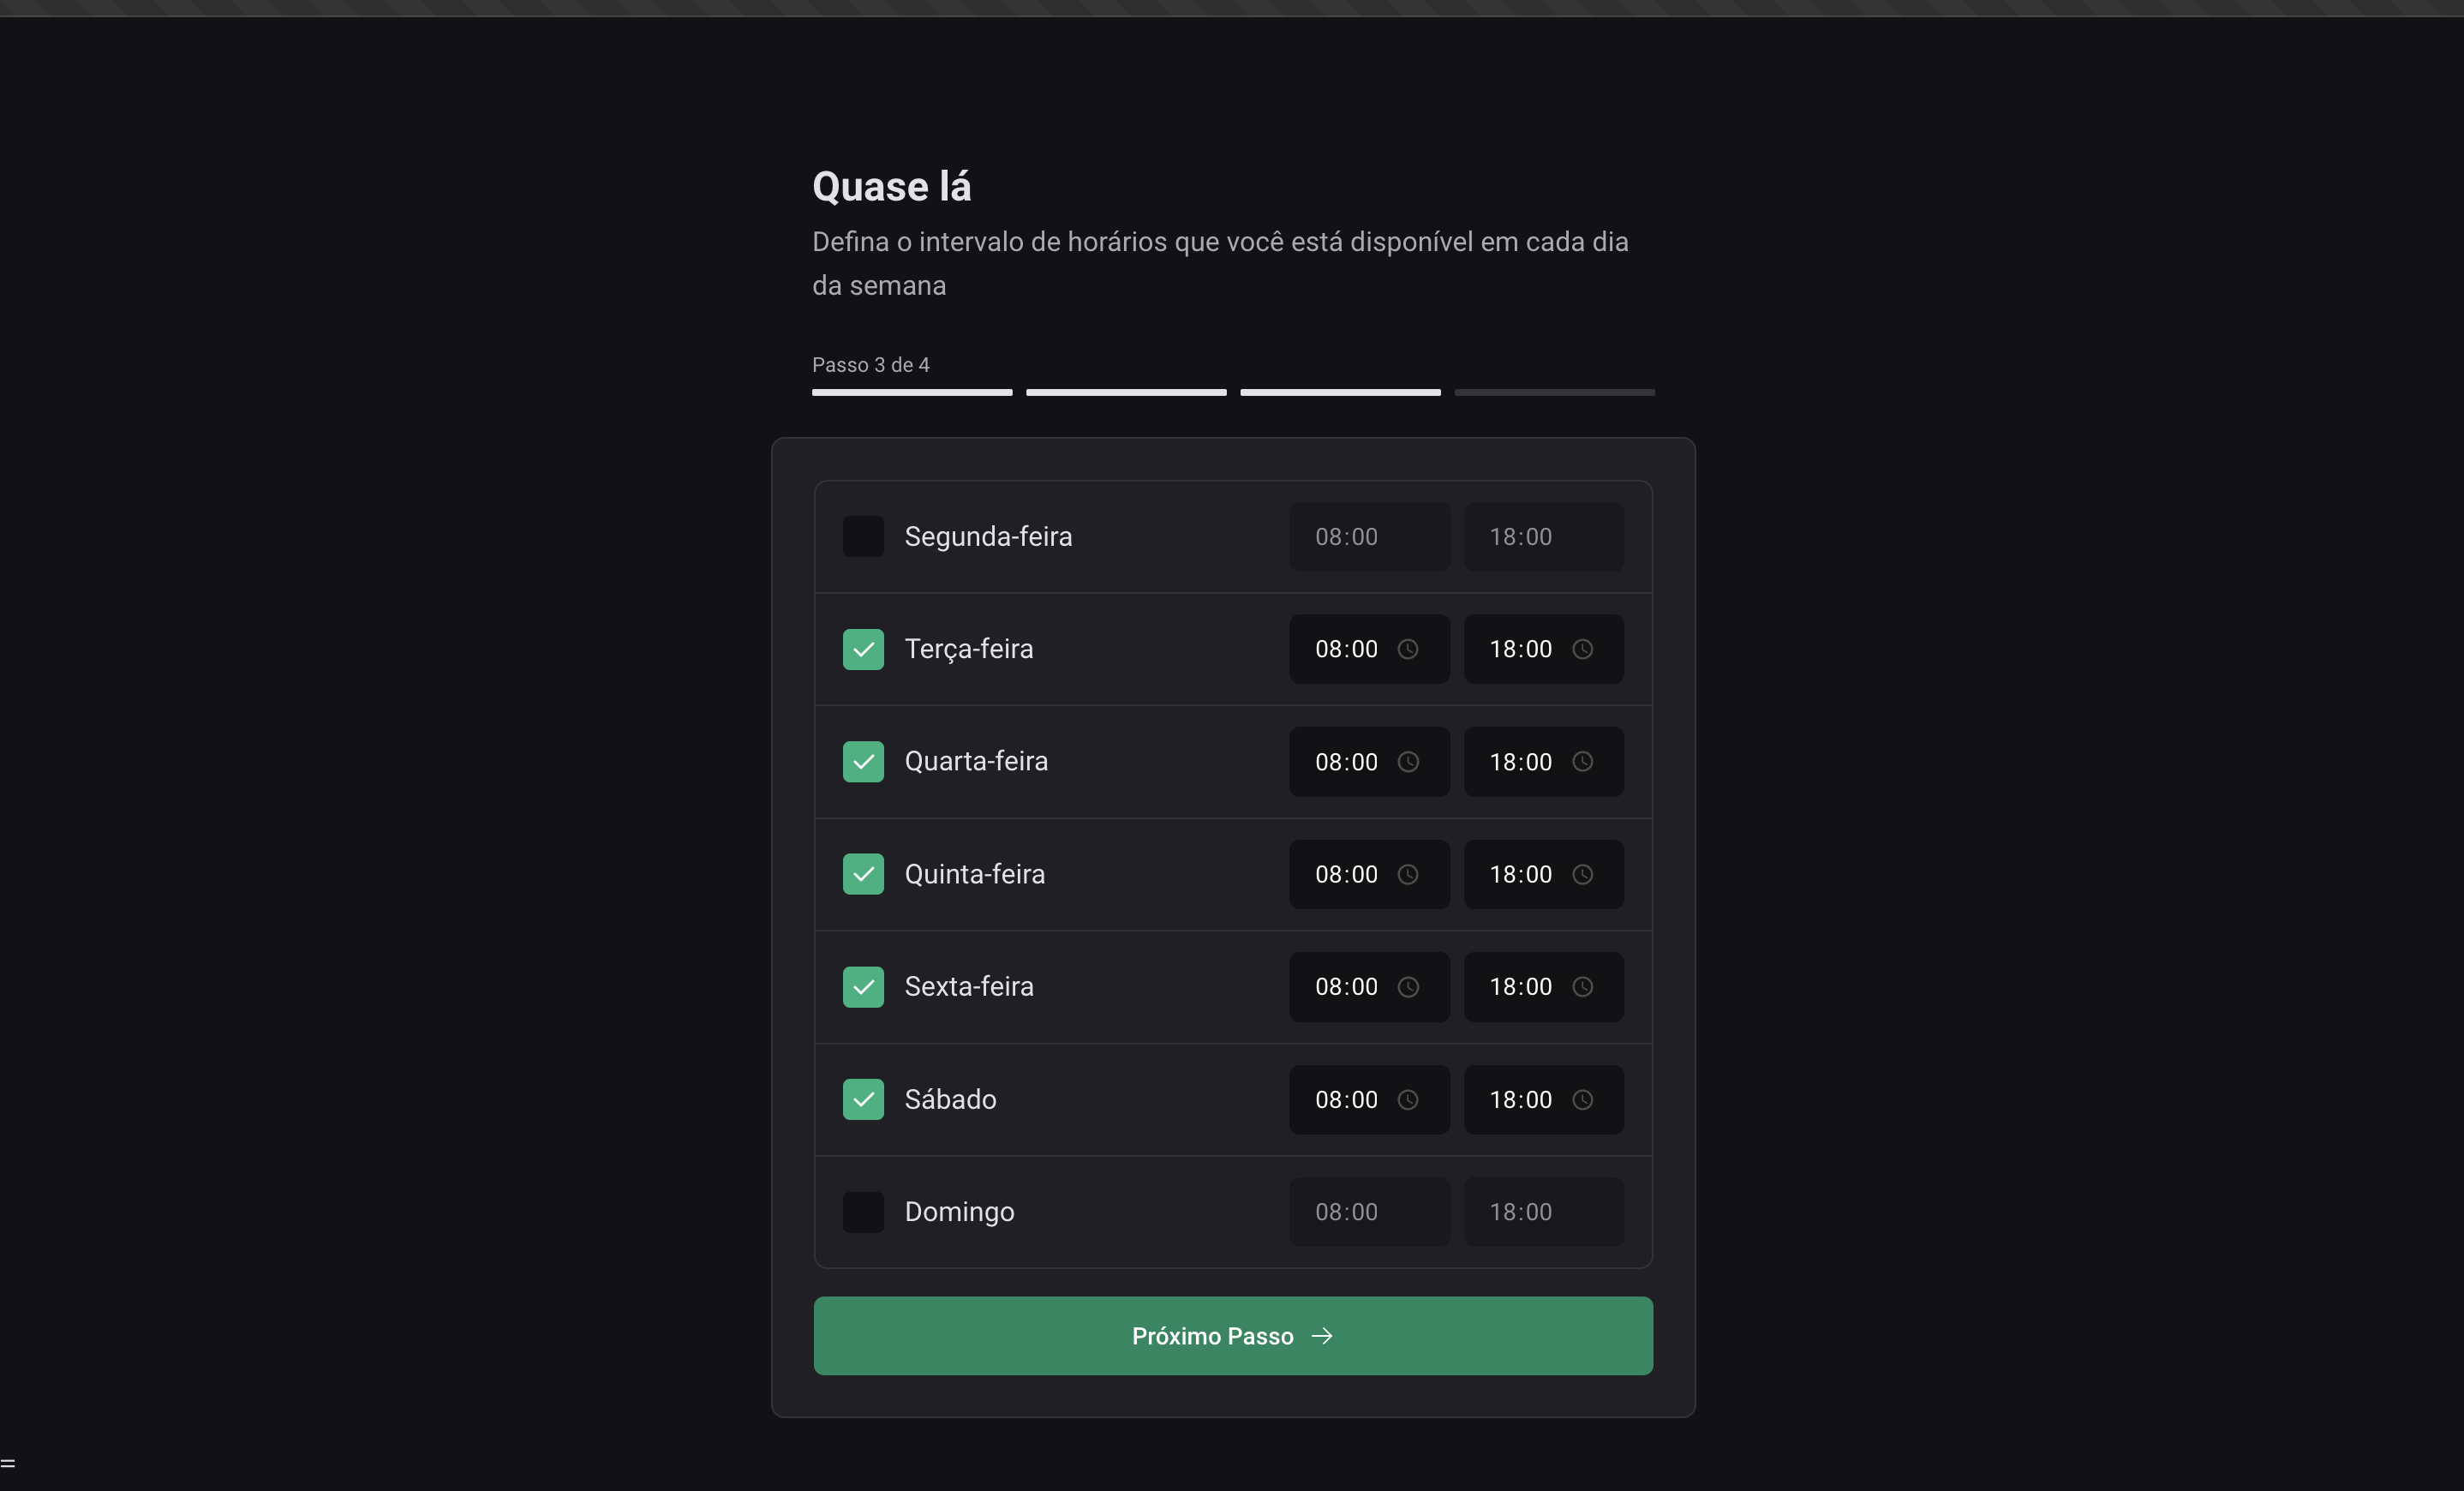 Quase lá
Defina o intervalo de horários que você está disponível em cada dia
da semana
Passo 3 de 4
Segunda-feira 08:00 18:00
Terça-feira 08:00 18:00
Quarta-feira 08:00 18:00
Quinta-feira 08:00 18:00
Sexta-feira 08:00 18:00
Sábado 08:00 18:00
Domingo 08:00 18:00
Próximo Passo →
=